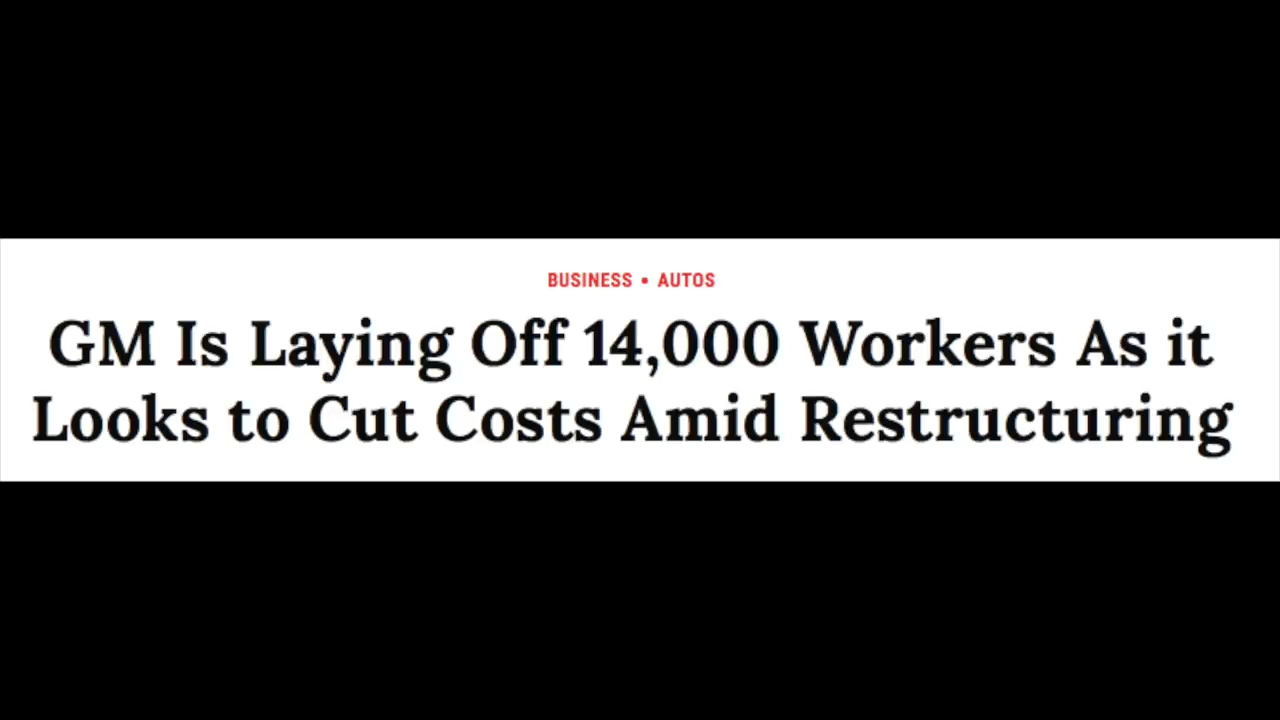 BUSINESS • AUTOS
GM Is Laying Off 14,000 Workers As it
Looks to Cut Costs Amid Restructuring